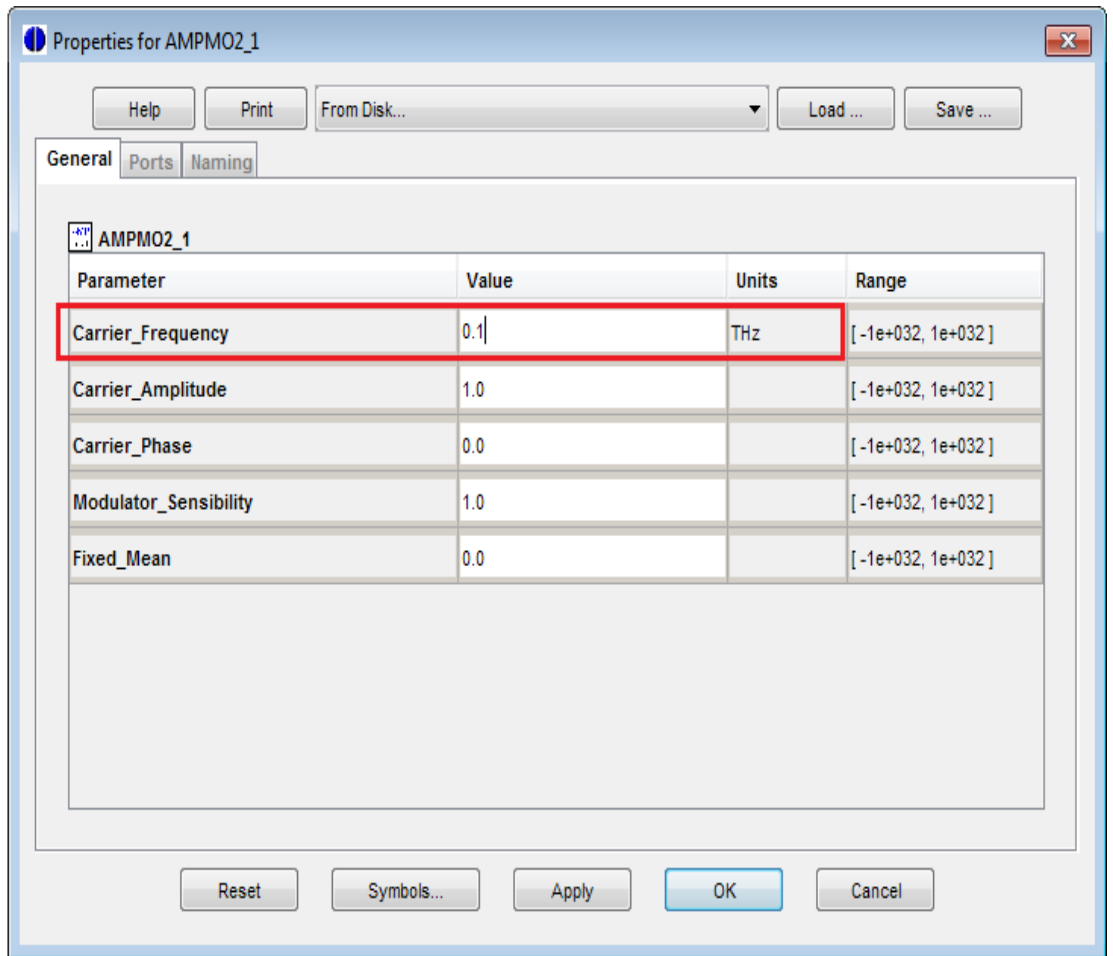 Properties for AMPMO2_1
Help Print From Disk... Load ... Save ...
General Ports Naming
AMPMO2_1
Parameter Value Units Range
Carrier_Frequency 0.1 THz [ -1e+032, 1e+032 ]
Carrier_Amplitude 1.0 [ -1e+032, 1e+032 ]
Carrier_Phase 0.0 [ -1e+032, 1e+032 ]
Modulator_Sensibility 1.0 [ -1e+032, 1e+032 ]
Fixed_Mean 0.0 [ -1e+032, 1e+032 ]
Reset Symbols... Apply OK Cancel